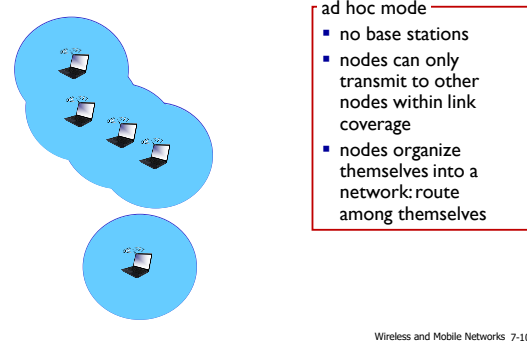 ad hoc mode
▪ no base stations
▪ nodes can only
transmit to other
nodes within link
coverage
▪ nodes organize
themselves into a
network: route
among themselves
Wireless and Mobile Networks 7-10